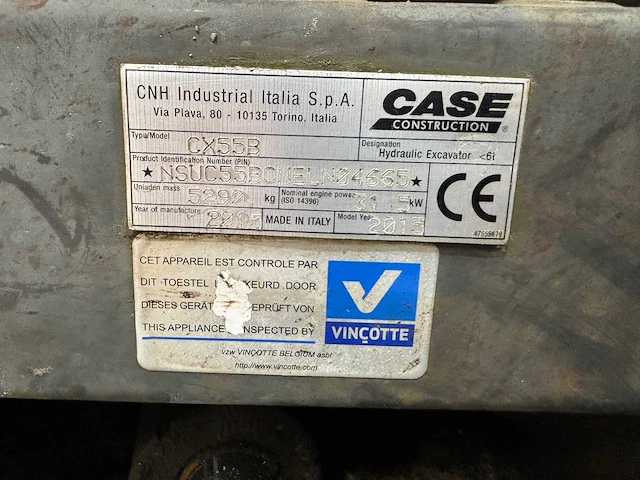 CNH Industrial Italia S.p.A.
Via Plava, 80 - 10135 Torino, Italia
CASE
CONSTRUCTION
Type/Model
CX55B
Designation
Hydraulic Excavator <6t
Product Identification Number (PIN)
Unladen mass
5290 kg
Nominal engine power
(ISO 14396)
kW
CE
Year of manufacture
MADE IN ITALY
Model Year
2015
CET APPAREIL EST CONTROLE PAR
DIT TOESTEL DOOR
DIESES GERÄT GEPRÜFT VON
THIS APPLIANCE INSPECTED BY
VINÇOTTE
vzw VINÇOTTE BELGIUM asbl
http://www.vincotte.com